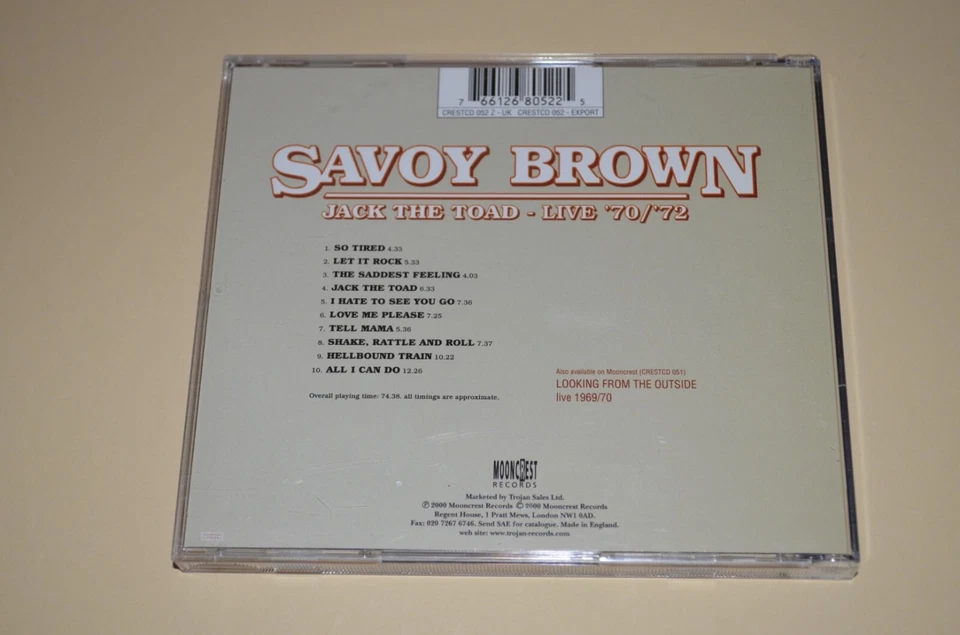 7 66126 80522 5
CRESTCD 052 2 - UK CRESTCD 052 - EXPORT
SAVOY BROWN
JACK THE TOAD - LIVE '70/'72
1. SO TIRED 4.33
2. LET IT ROCK 5.33
3. THE SADDEST FEELING 4.03
4. JACK THE TOAD 6.33
5. I HATE TO SEE YOU GO 7.36
6. LOVE ME PLEASE 7.25
7. TELL MAMA 5.36
8. SHAKE, RATTLE AND ROLL 7.37
9. HELLBOUND TRAIN 10.22
10. ALL I CAN DO 12.26
Overall playing time: 74.38. all timings are approximate.
Also available on Mooncrest (CRESTCD 051)
LOOKING FROM THE OUTSIDE
live 1969/70
MOONCREST
RECORDS
Marketed by Trojan Sales Ltd.
℗ 2000 Mooncrest Records © 2000 Mooncrest Records
Regent House, 1 Pratt Mews, London NW1 0AD.
Fax: 020 7267 6746. Send SAE for catalogue. Made in England.
web site: www.trojan-records.com